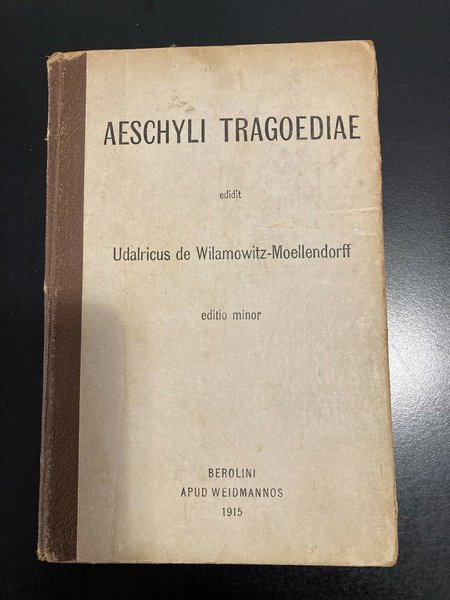 AESCHYLI TRAGOEDIAE
edidit
Udalricus de Wilamowitz-Moellendorff
editio minor
BEROLINI
APUD WEIDMANNOS
1915